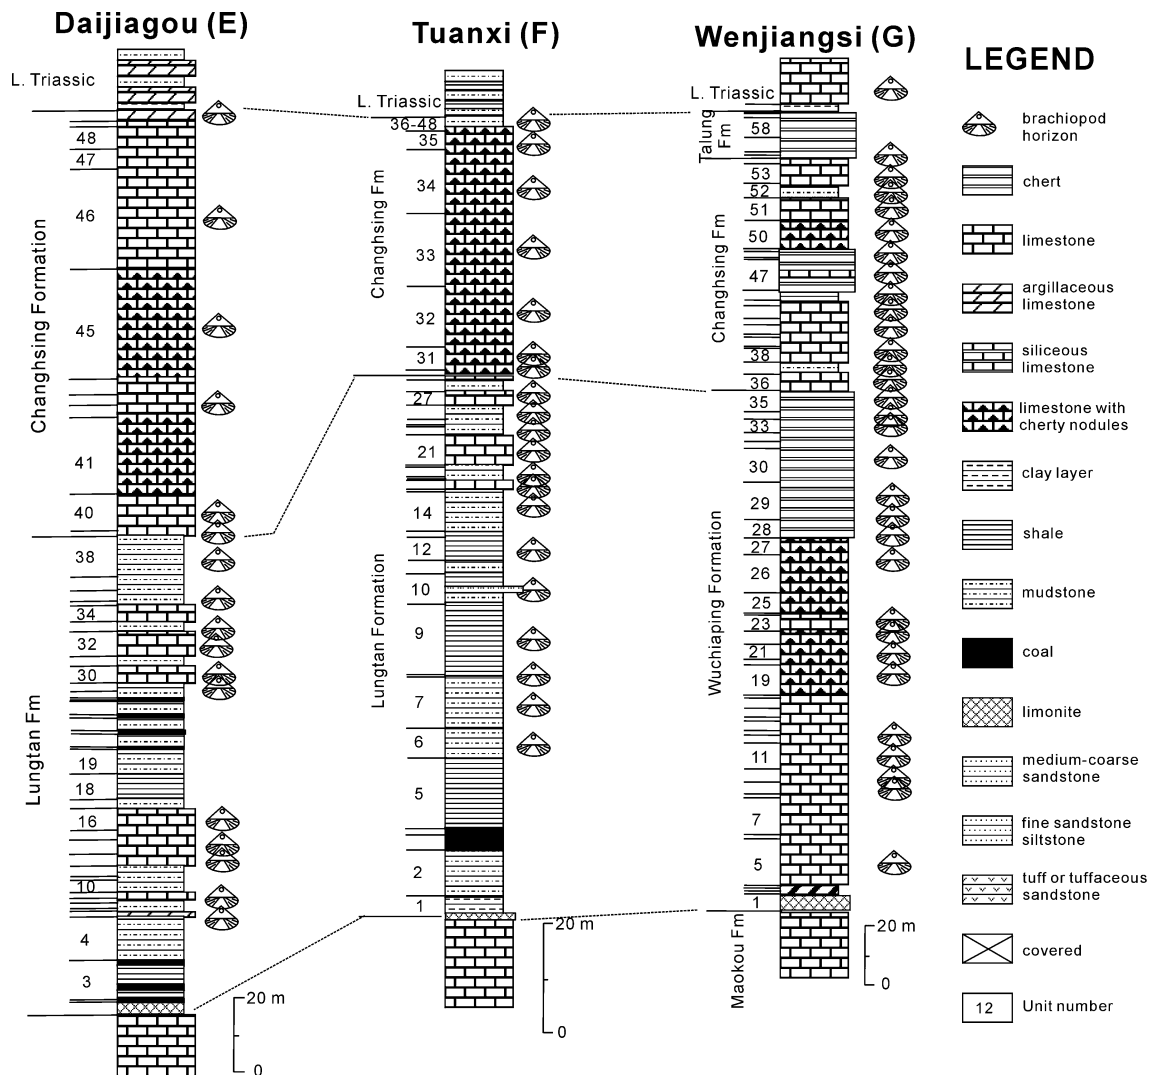 Daijiagou (E)
L. Triassic
48
47
46
45
41
40
38
34
32
30
19
18
16
10
4
3
Changhsing Formation
Lungtan Fm
20 m
0
Tuanxi (F)
L. Triassic
36-48
35
34
33
32
31
27
21
14
12
10
9
7
6
5
2
1
Changhsing Fm
Lungtan Formation
20 m
0
Wenjiangsi (G)
L. Triassic
Talung
Fm
58
53
52
51
50
47
38
36
35
33
30
29
28
27
26
25
23
21
19
11
7
5
1
Changhsing Fm
Wuchiaping Formation
Maokou Fm
20 m
0
LEGEND
brachiopod
horizon
chert
limestone
argillaceous
limestone
siliceous
limestone
limestone with
cherty nodules
clay layer
shale
mudstone
coal
limonite
medium-coarse
sandstone
fine sandstone
siltstone
tuff or tuffaceous
sandstone
covered
12
Unit number